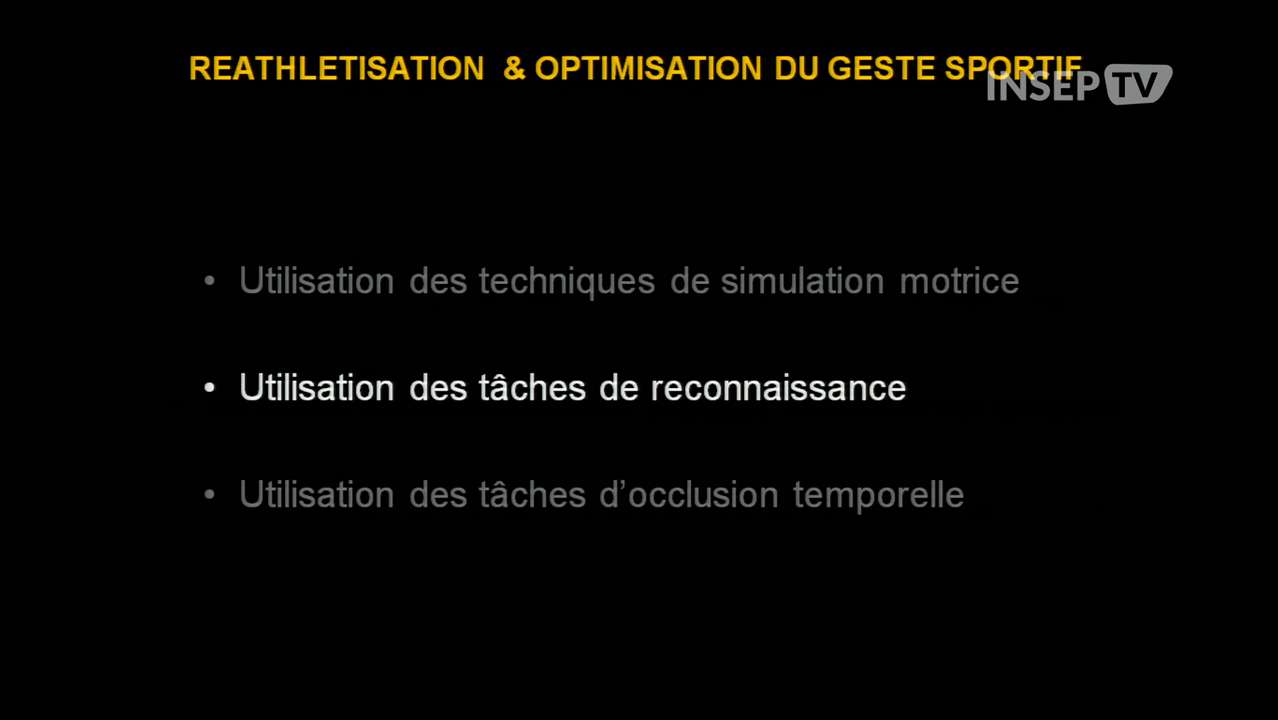 REATHLETISATION & OPTIMISATION DU GESTE SPORTIF
INSEP TV
• Utilisation des techniques de simulation motrice
• Utilisation des tâches de reconnaissance
• Utilisation des tâches d’occlusion temporelle